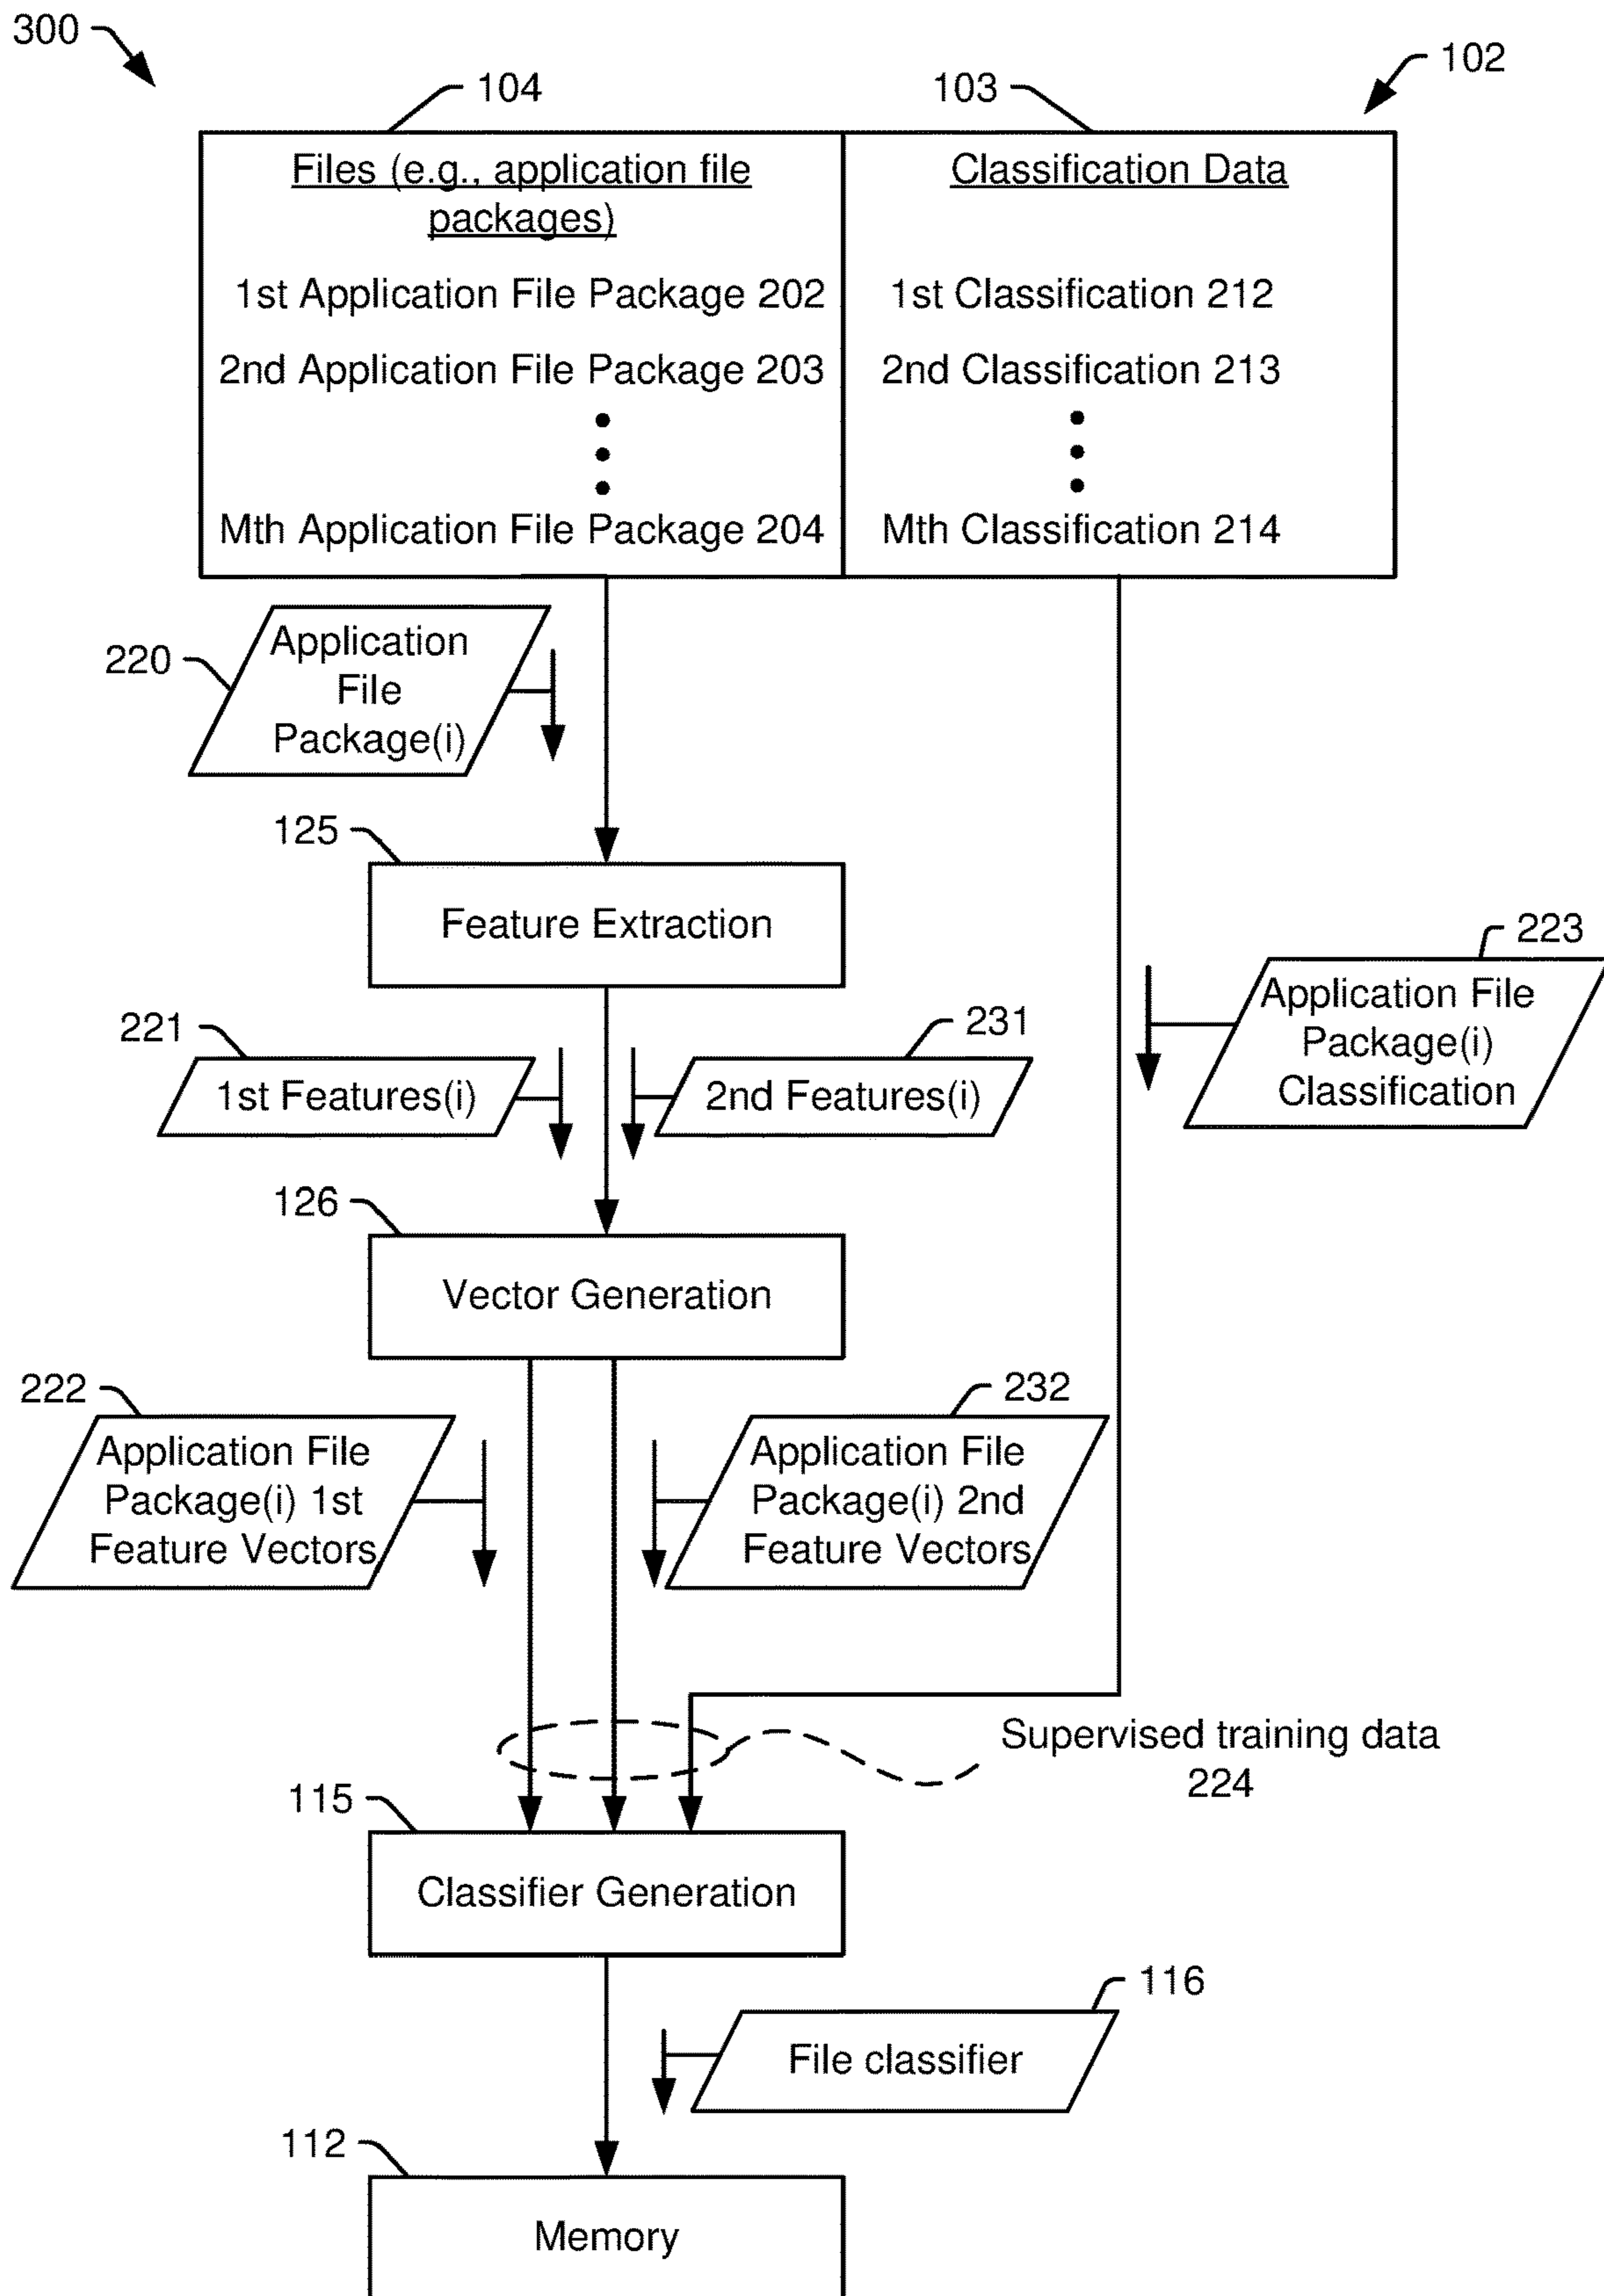 300
102
104
103
Files (e.g., application file
packages)
Classification Data
1st Application File Package 202
1st Classification 212
2nd Application File Package 203
2nd Classification 213
Mth Application File Package 204
Mth Classification 214
220
Application
File
Package(i)
125
Feature Extraction
223
Application File
Package(i)
Classification
221
1st Features(i)
231
2nd Features(i)
126
Vector Generation
222
Application File
Package(i) 1st
Feature Vectors
232
Application File
Package(i) 2nd
Feature Vectors
Supervised training data
224
115
Classifier Generation
116
File classifier
112
Memory